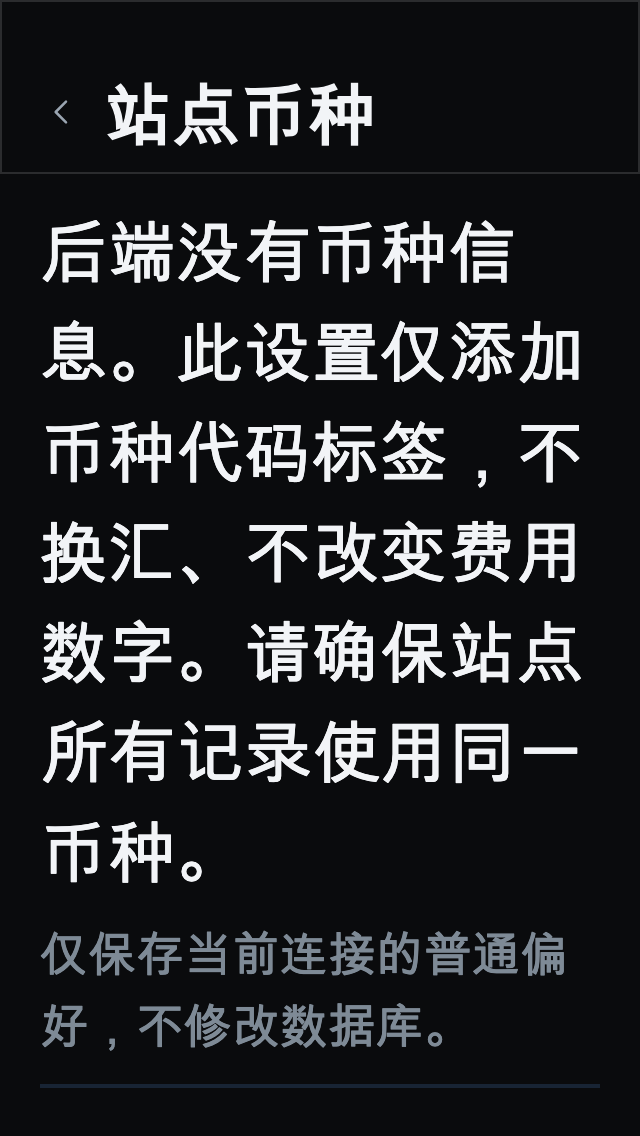 站点币种
后端没有币种信
息。此设置仅添加
币种代码标签，不
换汇、不改变费用
数字。请确保站点
所有记录使用同一
币种。
仅保存当前连接的普通偏
好，不修改数据库。